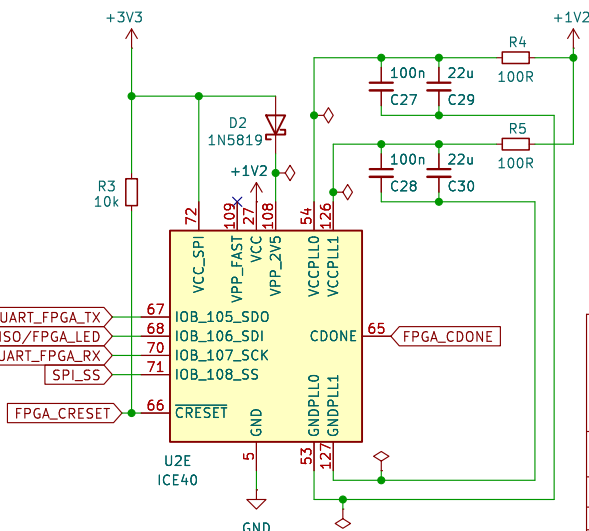 +3V3
+1V2
R4
100n 22u
100R
C27 C29
D2
1N5819
R5
+1V2
100n 22u
100R
R3
10k
C28 C30
72
109
27
108
54
126
VCC_SPI
VPP_FAST
VCC
VPP_2V5
VCCPLL0
VCCPLL1
UART_FPGA_TX 67 IOB_105_SDO
ISO/FPGA_LED 68 IOB_106_SDI
CDONE 65 FPGA_CDONE
UART_FPGA_RX 70 IOB_107_SCK
SPI_SS 71 IOB_108_SS
FPGA_CRESET 66 CRESET
GND
GNDPLL0
GNDPLL1
5
53
127
U2E
ICE40
GND